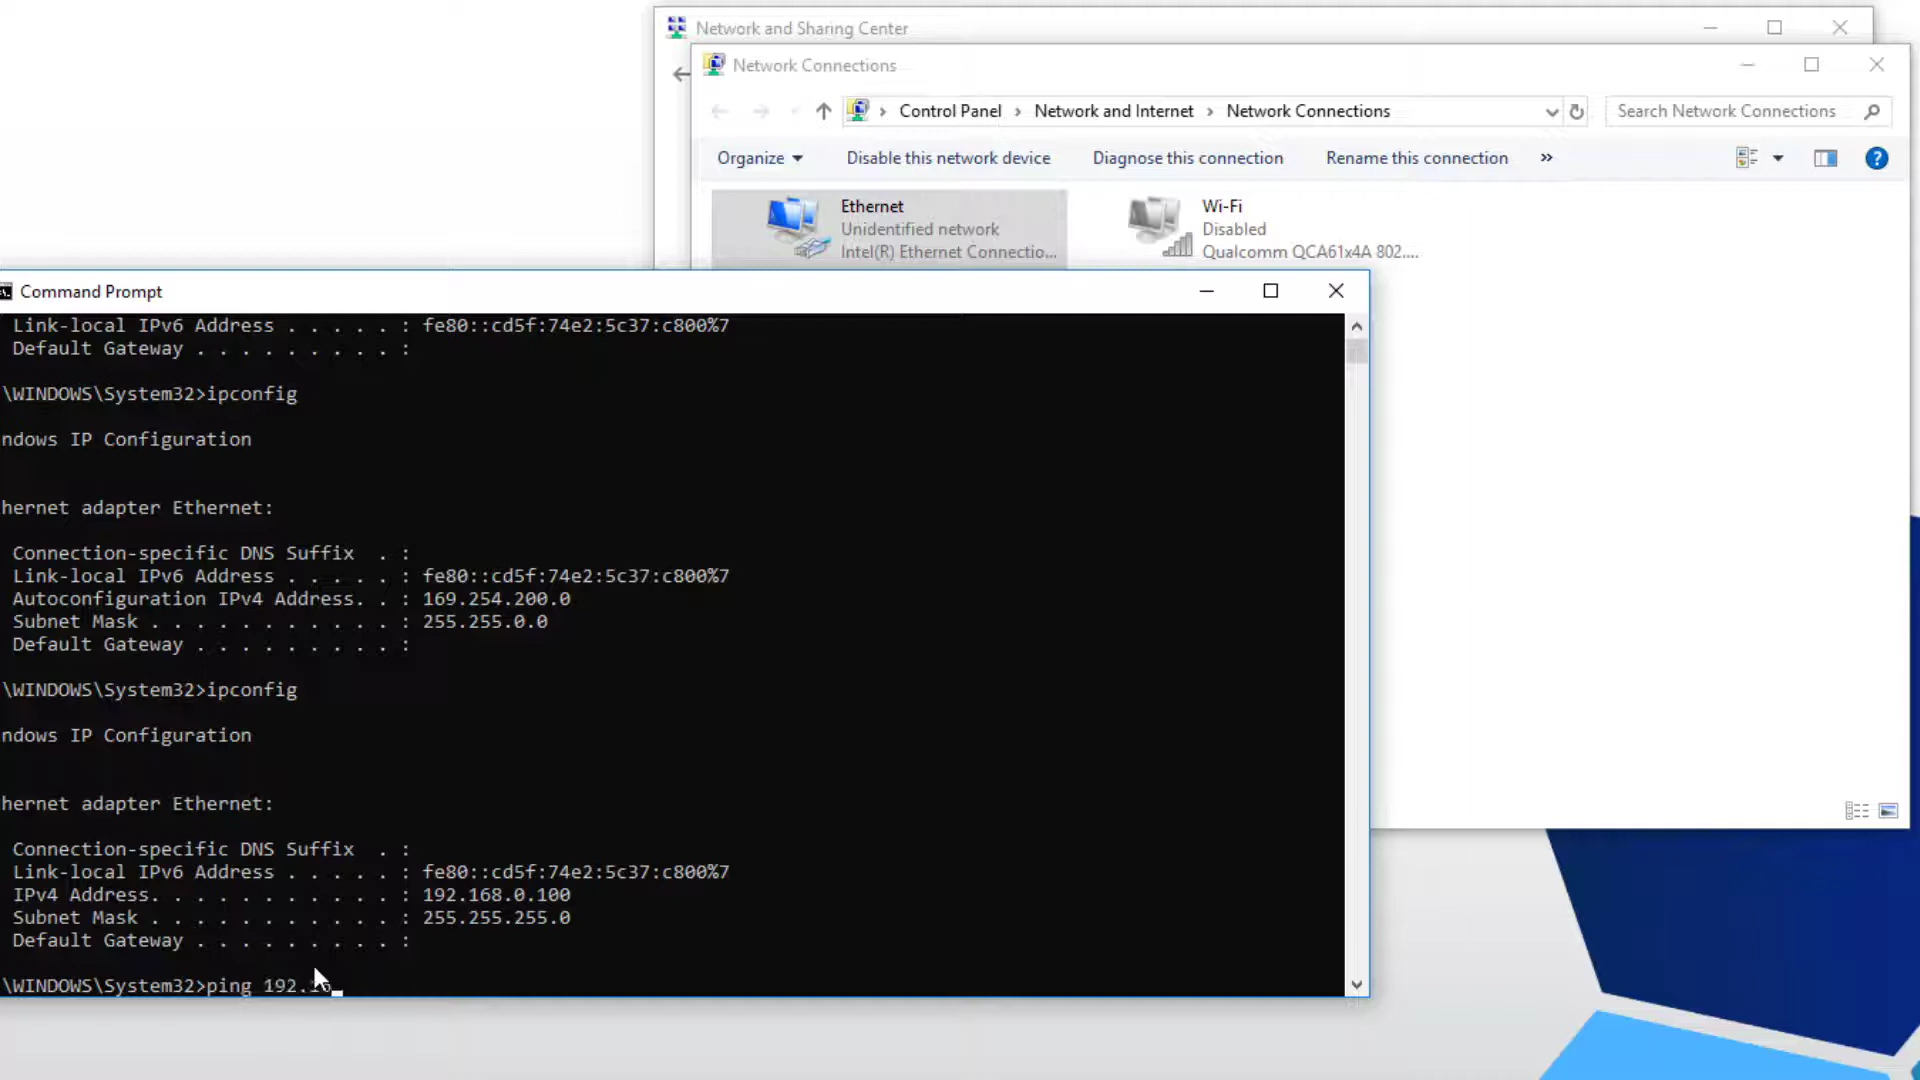 Network and Sharing Center
Network Connections
Control Panel > Network and Internet > Network Connections
Search Network Connections
Organize
Disable this network device
Diagnose this connection
Rename this connection
»
Ethernet
Unidentified network
Intel(R) Ethernet Connectio...
Wi-Fi
Disabled
Qualcomm QCA61x4A 802....
Command Prompt
Link-local IPv6 Address . . . . . : fe80::cd5f:74e2:5c37:c800%7
Default Gateway . . . . . . . . . :
\WINDOWS\System32>ipconfig
ndows IP Configuration
hernet adapter Ethernet:
Connection-specific DNS Suffix  . :
Link-local IPv6 Address . . . . . : fe80::cd5f:74e2:5c37:c800%7
Autoconfiguration IPv4 Address. . : 169.254.200.0
Subnet Mask . . . . . . . . . . . : 255.255.0.0
Default Gateway . . . . . . . . . :
\WINDOWS\System32>ipconfig
ndows IP Configuration
hernet adapter Ethernet:
Connection-specific DNS Suffix  . :
Link-local IPv6 Address . . . . . : fe80::cd5f:74e2:5c37:c800%7
IPv4 Address. . . . . . . . . . . : 192.168.0.100
Subnet Mask . . . . . . . . . . . : 255.255.255.0
Default Gateway . . . . . . . . . :
\WINDOWS\System32>ping 192.16_